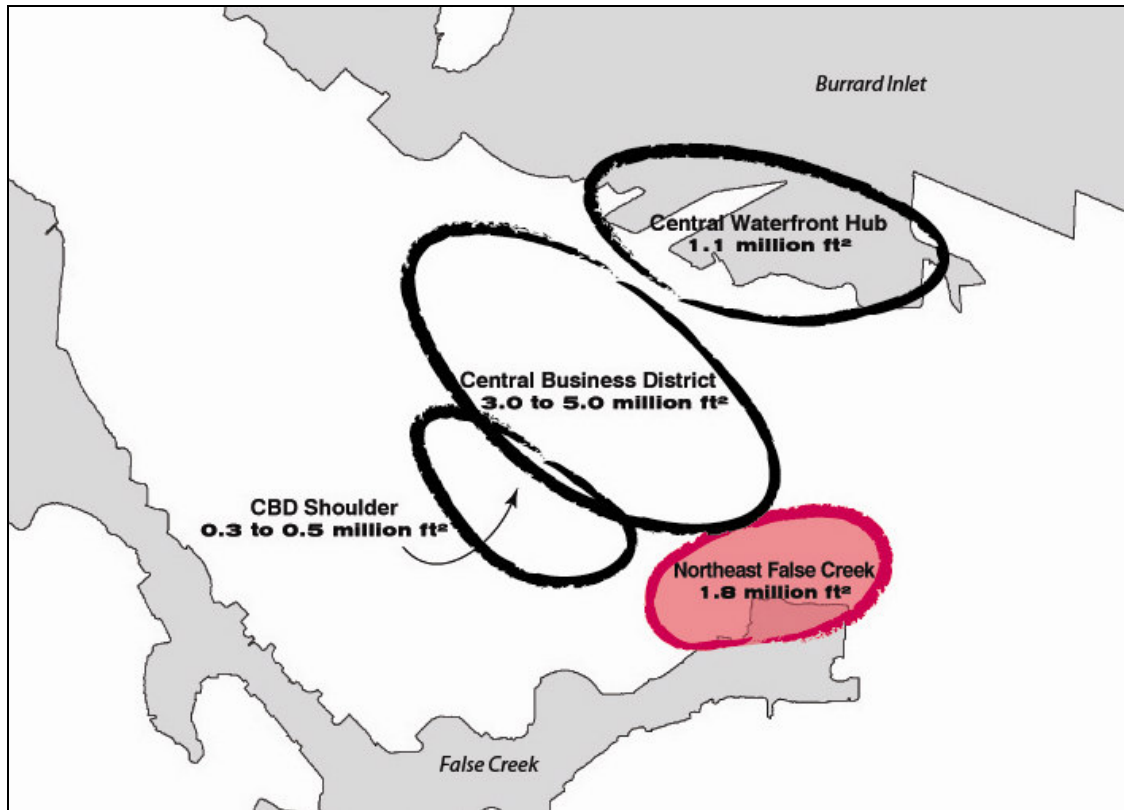 Burrard Inlet
Central Waterfront Hub
1.1 million ft²
Central Business District
3.0 to 5.0 million ft²
CBD Shoulder
0.3 to 0.5 million ft²
Northeast False Creek
1.8 million ft²
False Creek